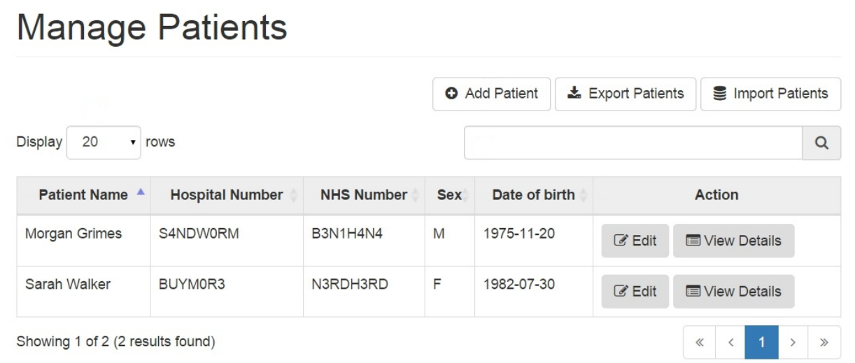 Manage Patients
Add Patient Export Patients Import Patients
Display 20 rows
Patient Name Hospital Number NHS Number Sex Date of birth Action
Morgan Grimes S4NDW0RM B3N1H4N4 M 1975-11-20 Edit View Details
Sarah Walker BUYM0R3 N3RDH3RD F 1982-07-30 Edit View Details
Showing 1 of 2 (2 results found) « < 1 > »